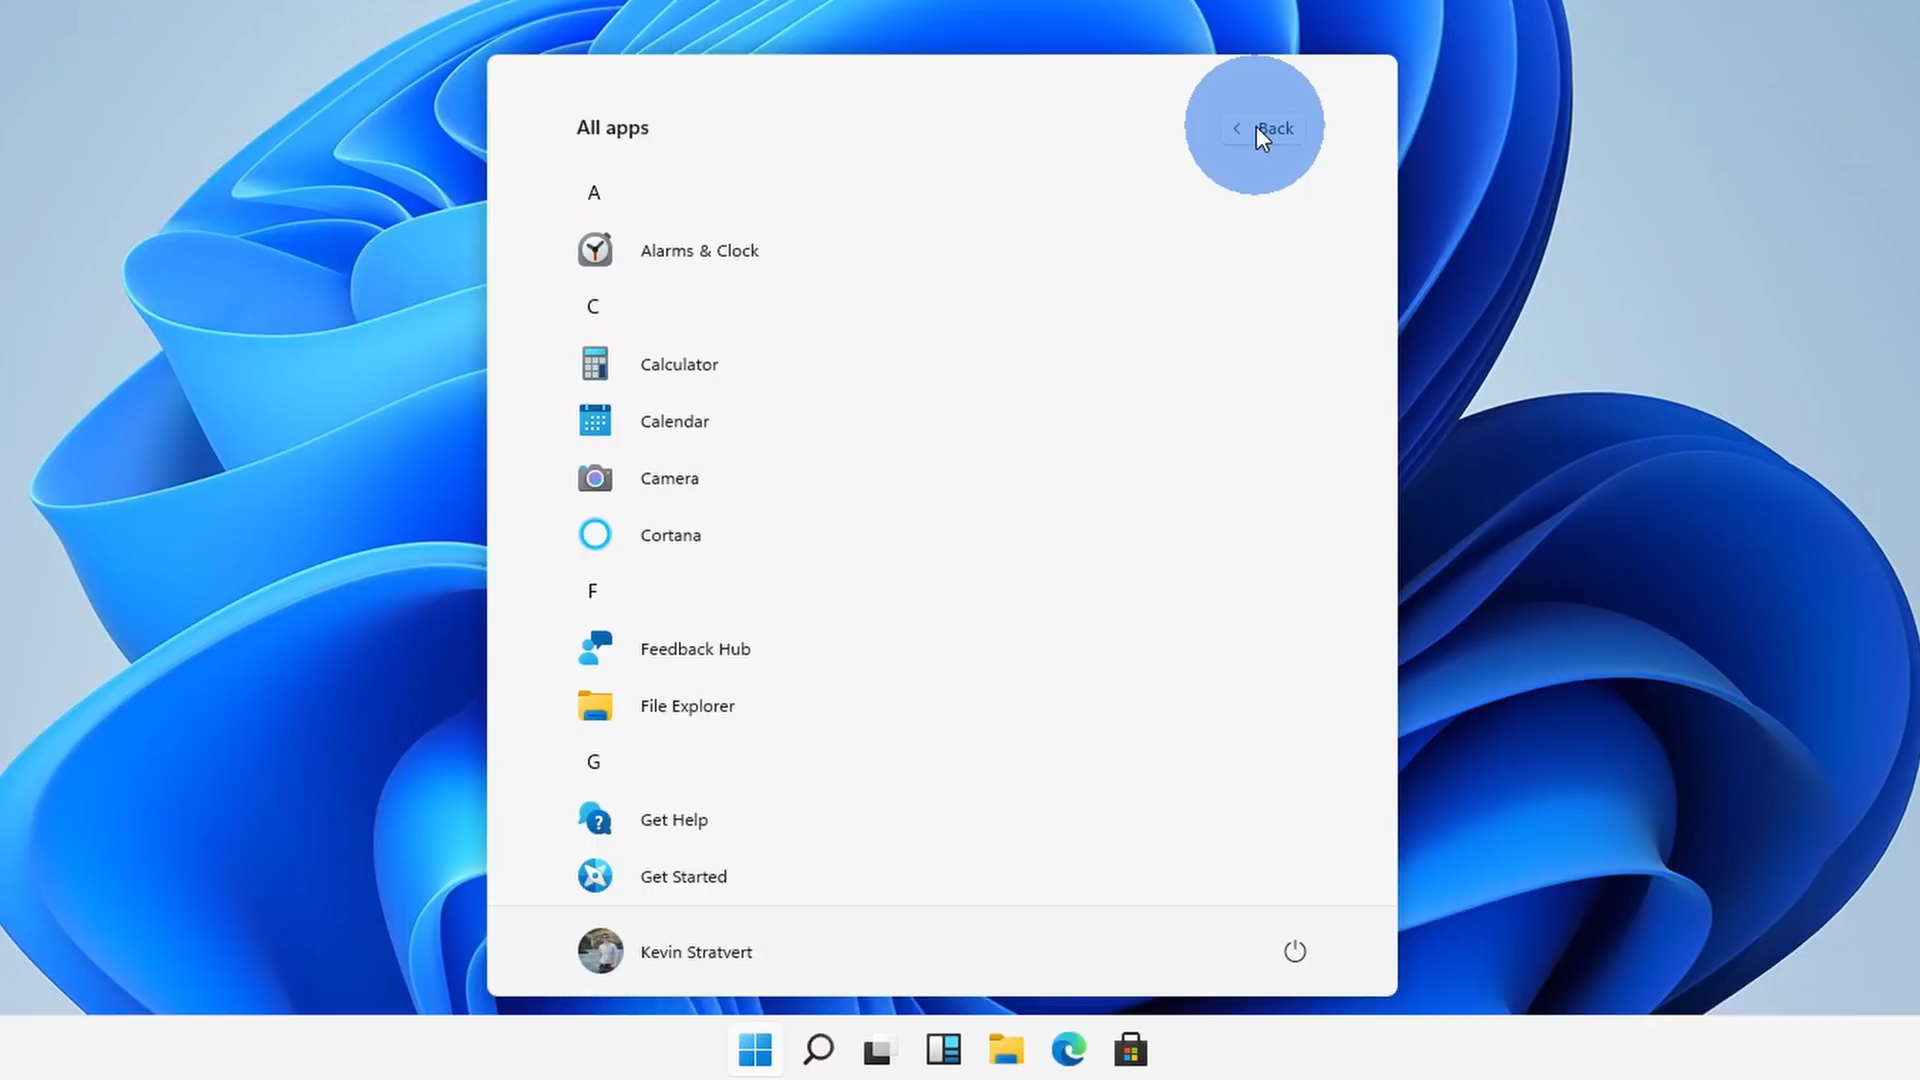 All apps
Back
A
Alarms & Clock
C
Calculator
Calendar
Camera
Cortana
F
Feedback Hub
File Explorer
G
Get Help
Get Started
Kevin Stratvert